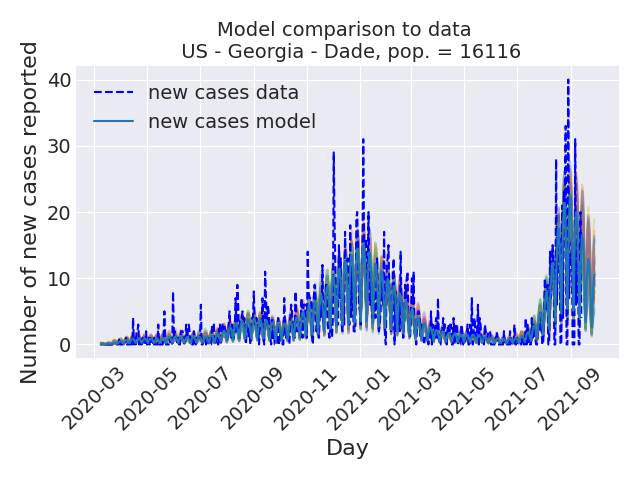 Model comparison to data
US - Georgia - Dade, pop. = 16116
Number of new cases reported
40
30
20
10
0
new cases data
new cases model
2020-03
2020-05
2020-07
2020-09
2020-11
2021-01
2021-03
2021-05
2021-07
2021-09
Day